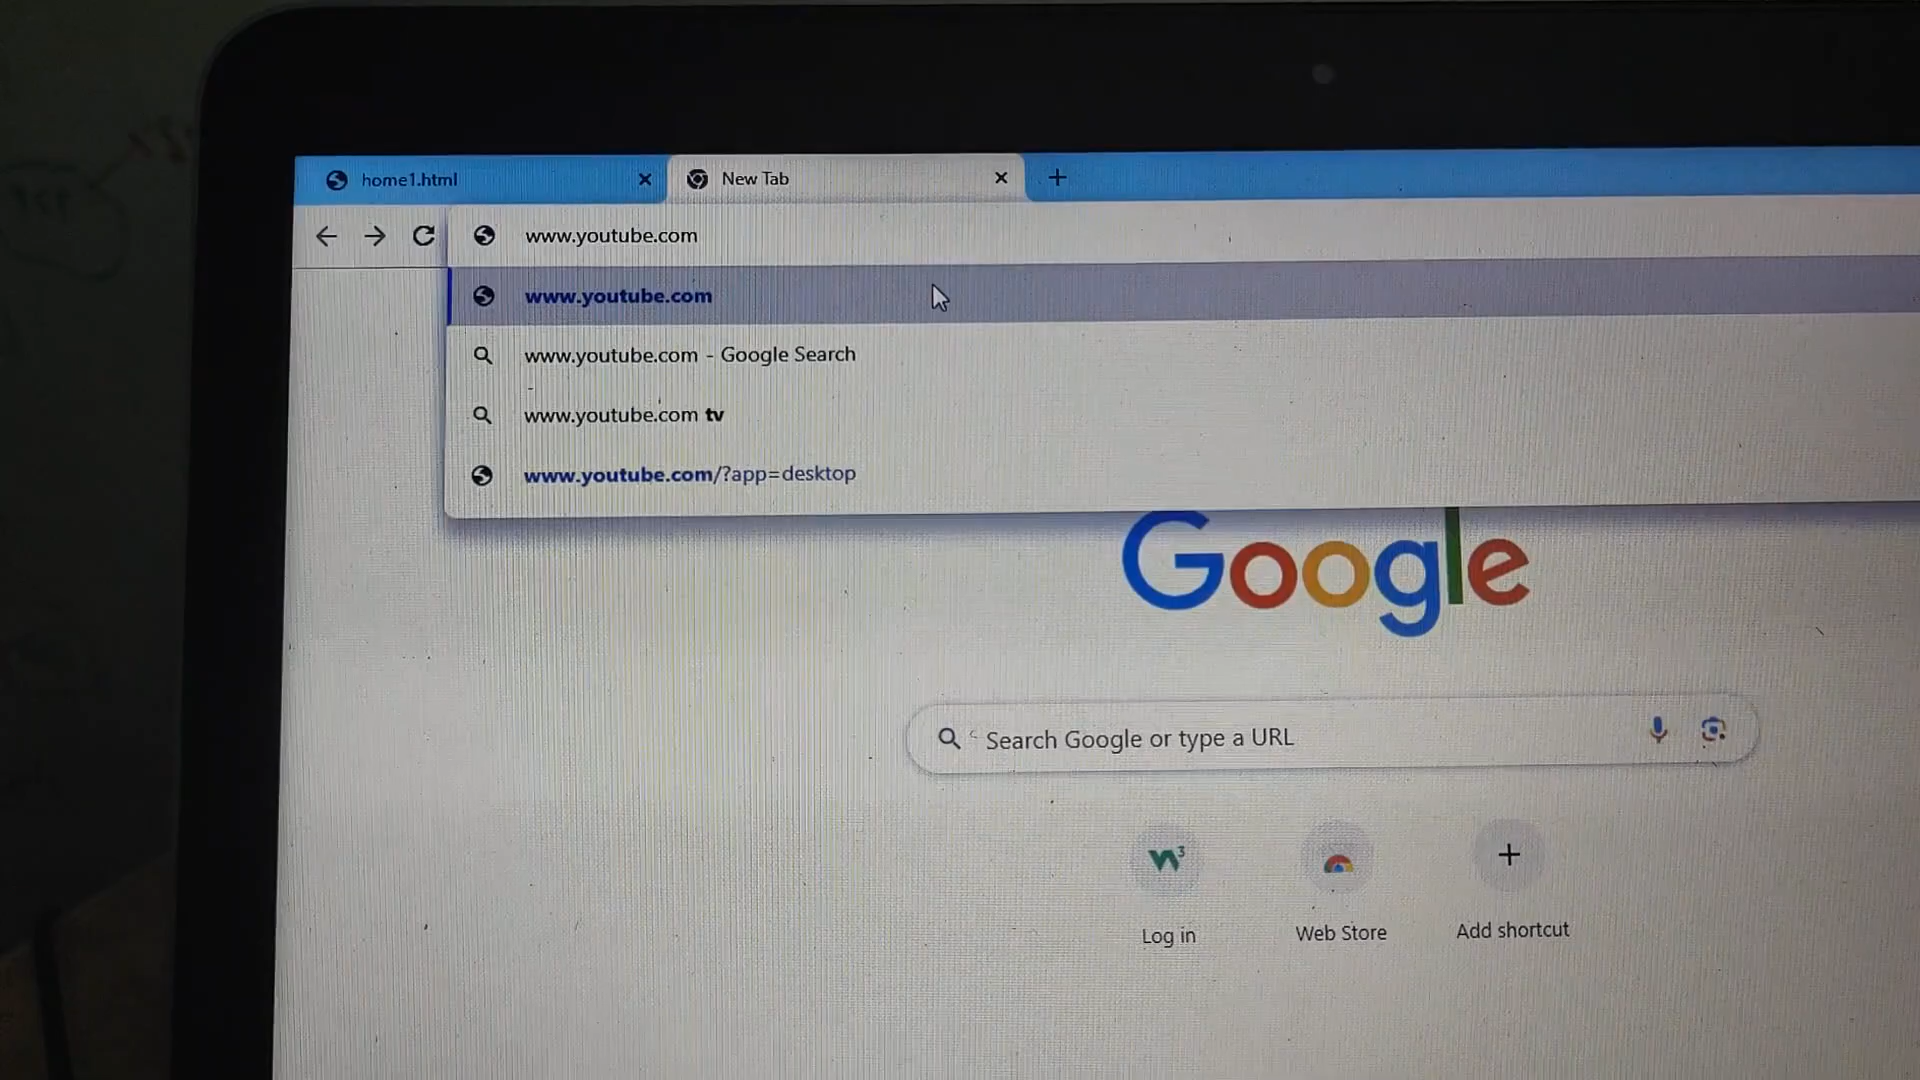 home1.html
New Tab
www.youtube.com
www.youtube.com
www.youtube.com - Google Search
www.youtube.com tv
www.youtube.com/?app=desktop
Google
Search Google or type a URL
Log in
Web Store
Add shortcut